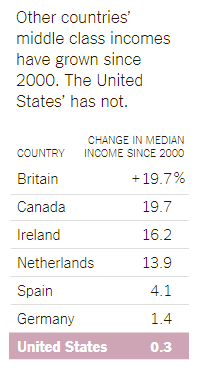 Other countries'
middle class incomes
have grown since
2000. The United
States' has not.
CHANGE IN MEDIAN
COUNTRY INCOME SINCE 2000
Britain +19.7%
Canada 19.7
Ireland 16.2
Netherlands 13.9
Spain 4.1
Germany 1.4
United States 0.3